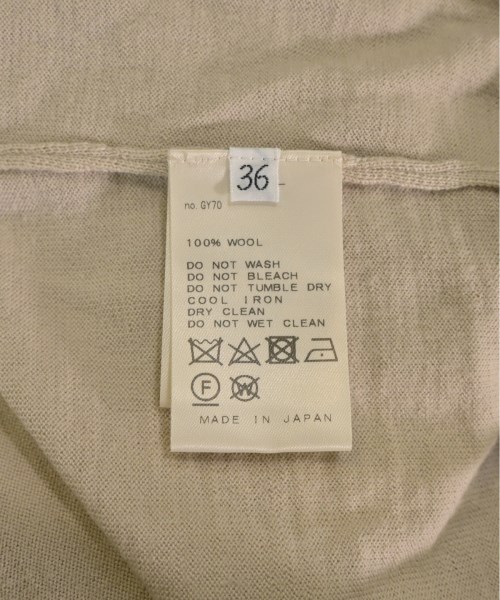 36
no. GY70
100% WOOL
DO NOT WASH
DO NOT BLEACH
DO NOT TUMBLE DRY
COOL IRON
DRY CLEAN
DO NOT WET CLEAN
F W
MADE IN JAPAN